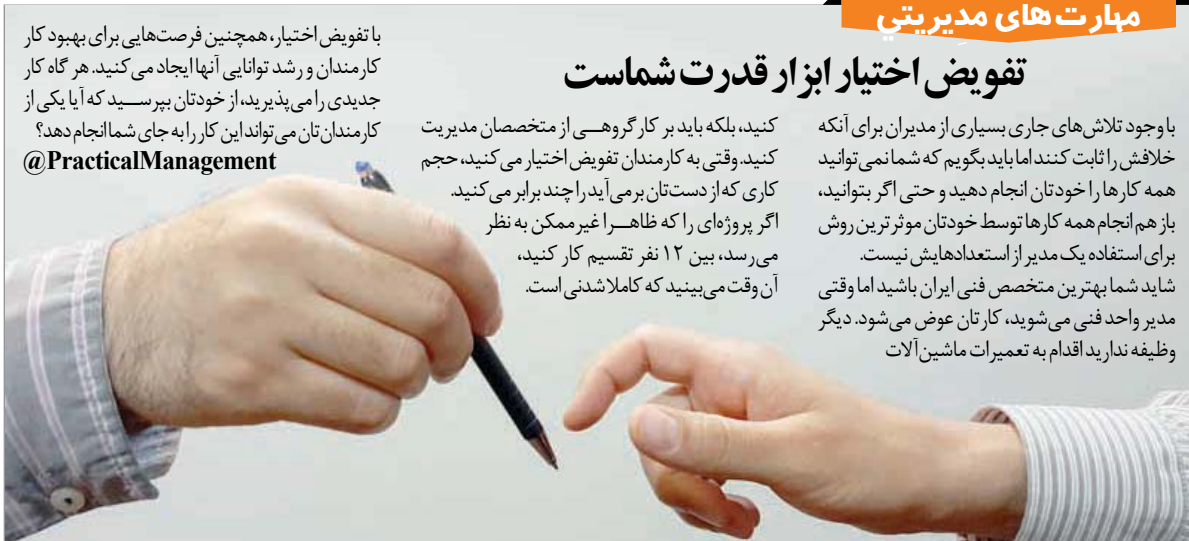 مهارت‌های مدیریتی
تفویض اختیار ابزار قدرت شماست
با وجود تلاش‌های جاری بسیاری از مدیران برای آنکه
خلافش را ثابت کنند اما باید بگویم که شما نمی‌توانید
همه کارها را خودتان انجام دهید و حتی اگر بتوانید،
باز هم انجام همه کارها توسط خودتان موثرترین روش
برای استفاده یک مدیر از استعدادهایش نیست.
شاید شما بهترین متخصص فنی ایران باشید اما وقتی
مدیر واحد فنی می‌شوید، کارتان عوض می‌شود. دیگر
وظیفه ندارید اقدام به تعمیرات ماشین‌آلات
کنید، بلکه باید بر کار گروهی از متخصصان مدیریت
کنید. وقتی به کارمندان تفویض اختیار می‌کنید، حجم
کاری که از دست‌تان برمی‌آید را چند برابر می‌کنید.
اگر پروژه‌ای را که ظاهرا غیرممکن به نظر
می‌رسد، بین ۱۲ نفر تقسیم کار کنید،
آن وقت می‌بینید که کاملا شدنی است.
با تفویض اختیار، همچنین فرصت‌هایی برای بهبود کار
کارمندان و رشد توانایی آنها ایجاد می‌کنید. هر گاه کار
جدیدی را می‌پذیرید، از خودتان بپرسید که آیا یکی از
کارمندان‌تان می‌تواند این کار را به جای شما انجام دهد؟
@PracticalManagement